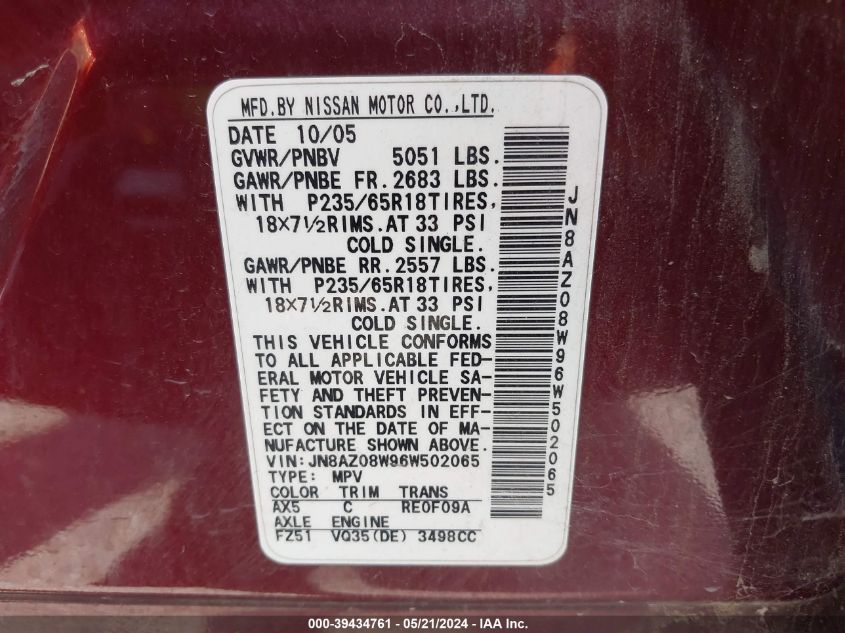 MFD.BY NISSAN MOTOR CO.,LTD.
DATE 10/05
GVWR/PNBV 5051 LBS.
GAWR/PNBE FR. 2683 LBS.
WITH P235/65R18TIRES,
18×7½RIMS.AT 33 PSI
COLD SINGLE.
GAWR/PNBE RR. 2557 LBS.
WITH P235/65R18TIRES,
18×7½RIMS.AT 33 PSI
COLD SINGLE.
THIS VEHICLE CONFORMS
TO ALL APPLICABLE FED-
ERAL MOTOR VEHICLE SA-
FETY AND THEFT PREVEN-
TION STANDARDS IN EFF-
ECT ON THE DATE OF MA-
NUFACTURE SHOWN ABOVE.
VIN: JN8AZ08W96W502065
TYPE: MPV
COLOR TRIM TRANS
AX5 C RE0F09A
AXLE ENGINE
FZ51 VQ35(DE) 3498CC
JN8AZ08W96W502065
000-39434761 - 05/21/2024 - IAA Inc.